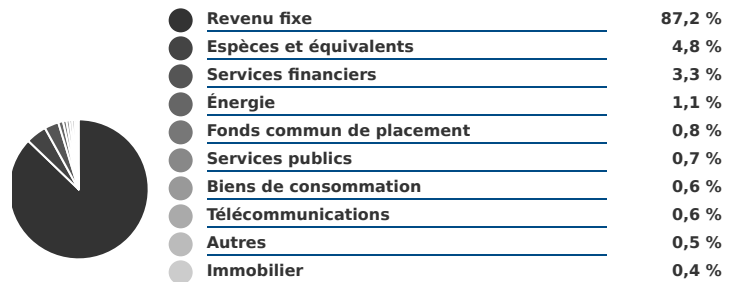 Revenu fixe 87,2 %
Espèces et équivalents 4,8 %
Services financiers 3,3 %
Énergie 1,1 %
Fonds commun de placement 0,8 %
Services publics 0,7 %
Biens de consommation 0,6 %
Télécommunications 0,6 %
Autres 0,5 %
Immobilier 0,4 %